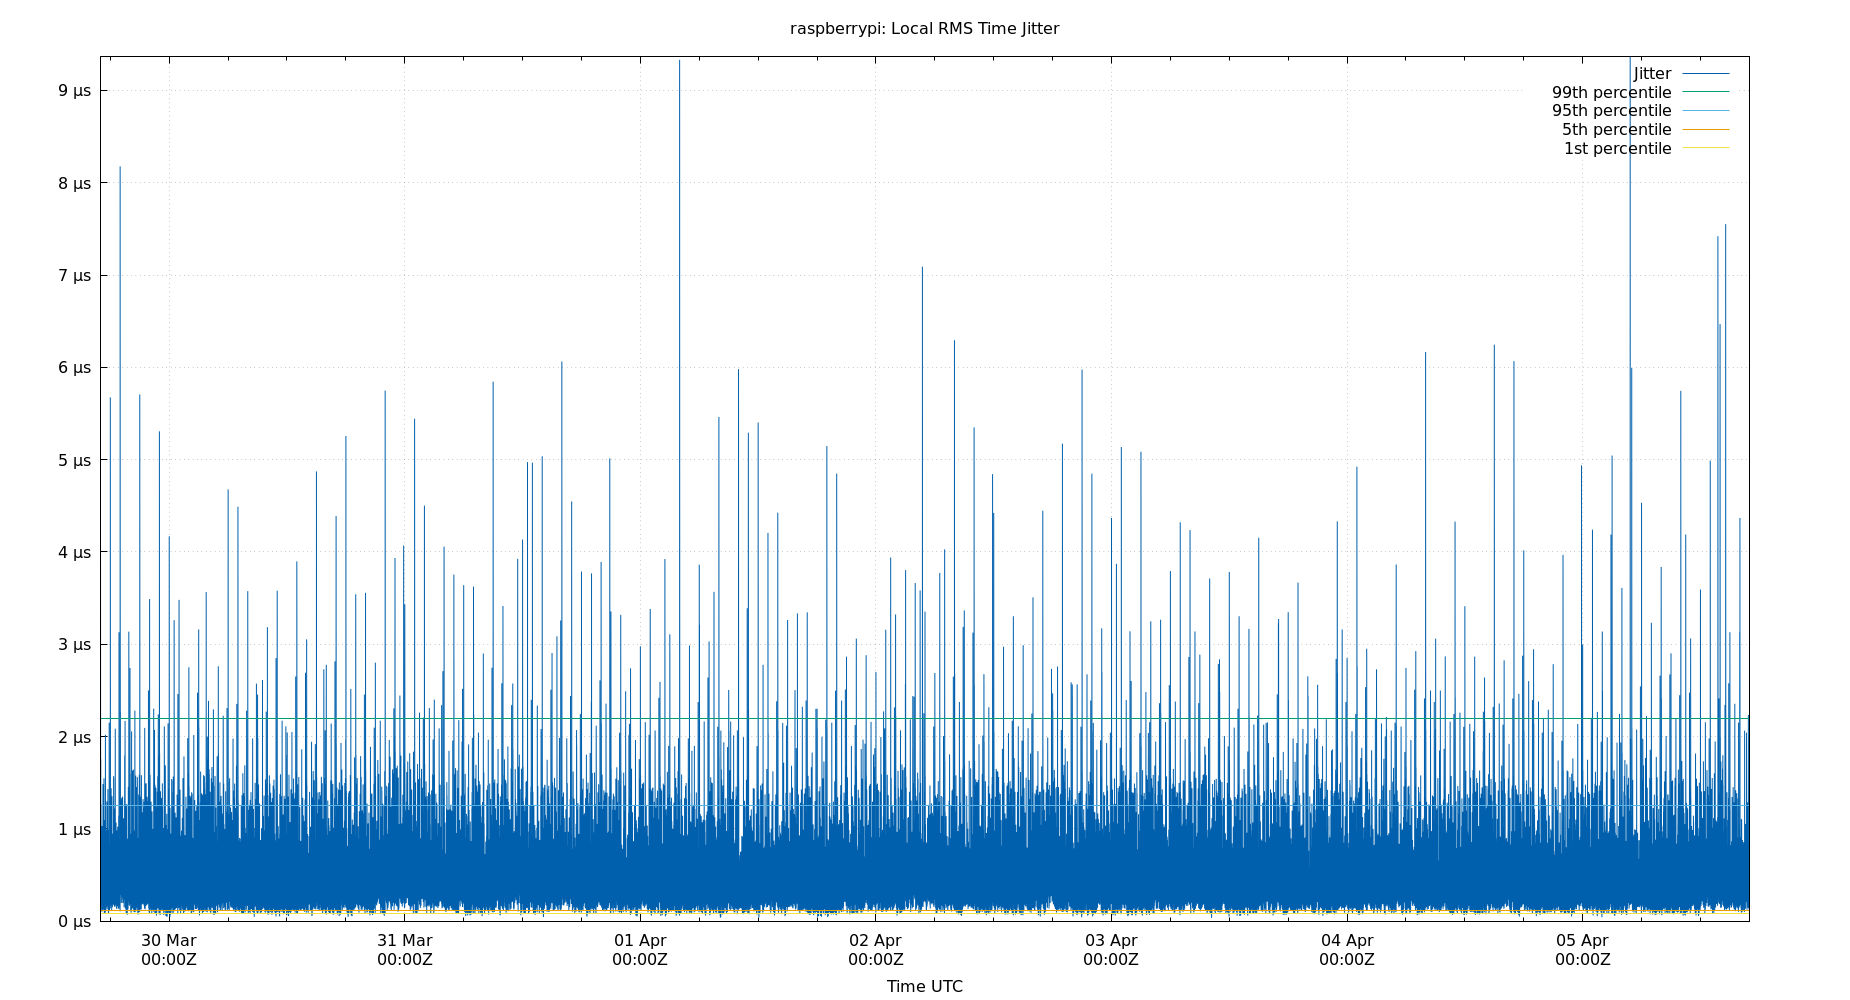 raspberrypi: Local RMS Time Jitter
Jitter
99th percentile
95th percentile
5th percentile
1st percentile
9 µs
8 µs
7 µs
6 µs
5 µs
4 µs
3 µs
2 µs
1 µs
0 µs
30 Mar 31 Mar 01 Apr 02 Apr 03 Apr 04 Apr 05 Apr
00:00Z 00:00Z 00:00Z 00:00Z 00:00Z 00:00Z 00:00Z
Time UTC